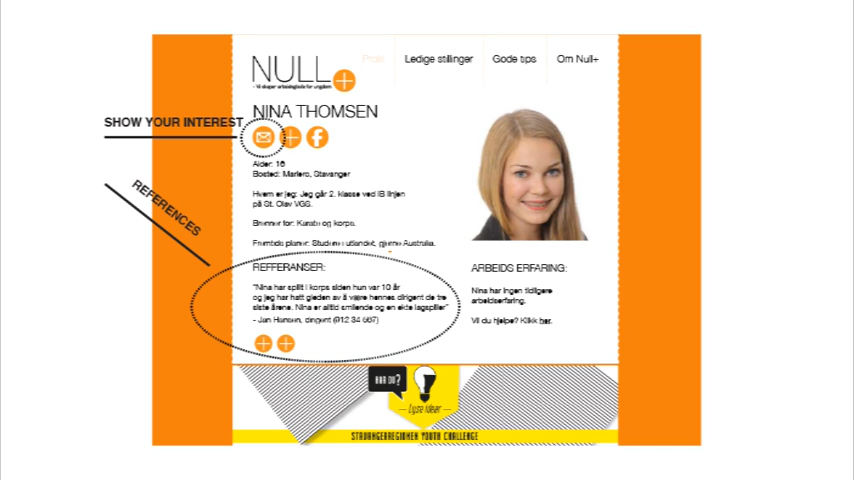 NULL
- Vi skaper arbeidsglede for ungdom
Profil
Ledige stillinger
Gode tips
Om Null+
NINA THOMSEN
SHOW YOUR INTEREST
Alder: 16
Bosted: Mariero, Stavanger
Hvem er jeg: Jeg går 2. klasse ved IB linjen
på St. Olav VGS.
Brenner for: Karate og korps.
Fremtids planer: Studere i utlandet, gjerne Australia.
REFERENCES
REFFERANSER:
"Nina har spilt i korps siden hun var 10 år
og jeg har hatt gleden av å være hennes dirigent de tre
siste årene. Nina er alltid smilende og en ekte lagspiller"
- Jan Hansen, dirigent (912 34 567)
ARBEIDS ERFARING:
Nina har ingen tidligere
arbeidserfaring.
Vil du hjelpe? Klikk her.
HAR DU?
Lyse ideer
STAVANGERREGIONEN YOUTH CHALLENGE